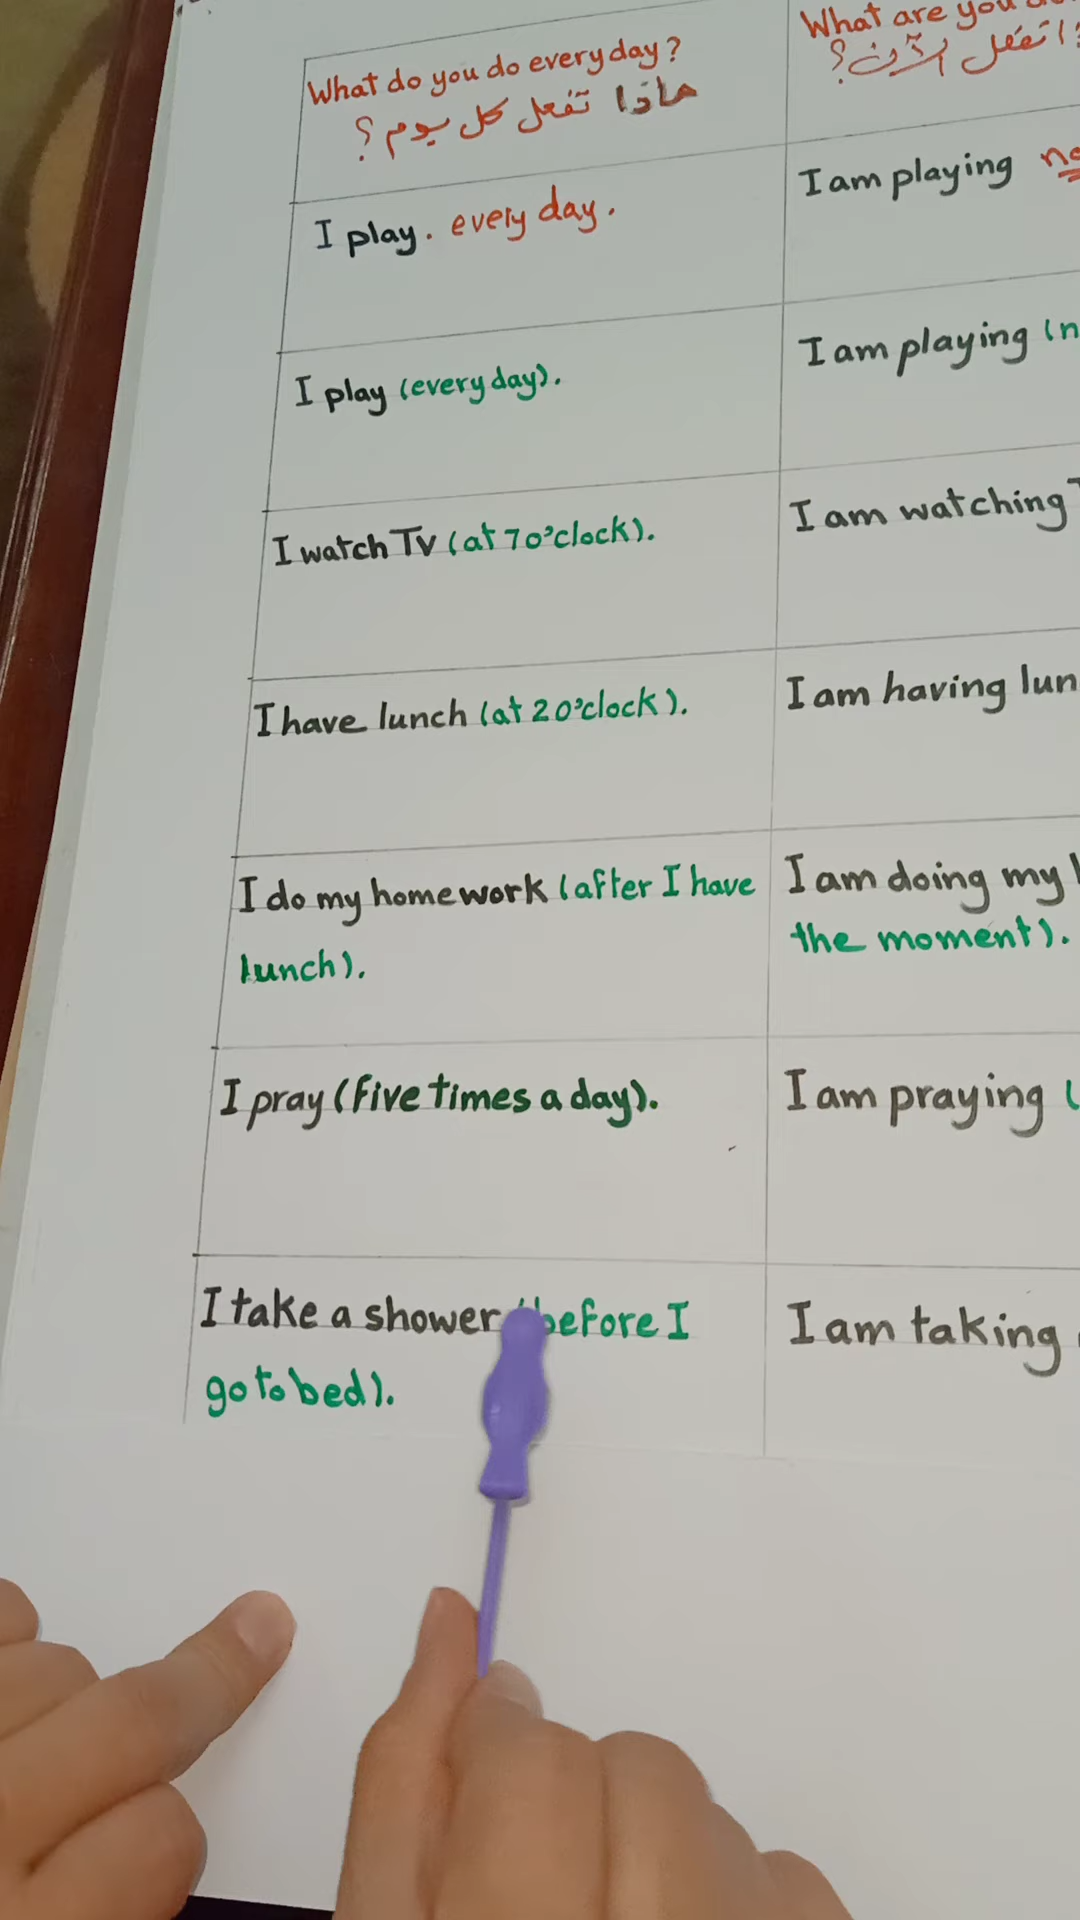 What do you do every day?
ماذا تفعل كل يوم؟
What are you
تفعل الآن؟
I play. every day.
I am playing
I play (every day).
I am playing
I watch Tv (at 7 o'clock).
I am watching
I have lunch (at 2 o'clock).
I am having
I do my homework (after I have
lunch).
I am doing my
the moment).
I pray (five times a day).
I am praying
I take a shower (before I
go to bed).
I am taking